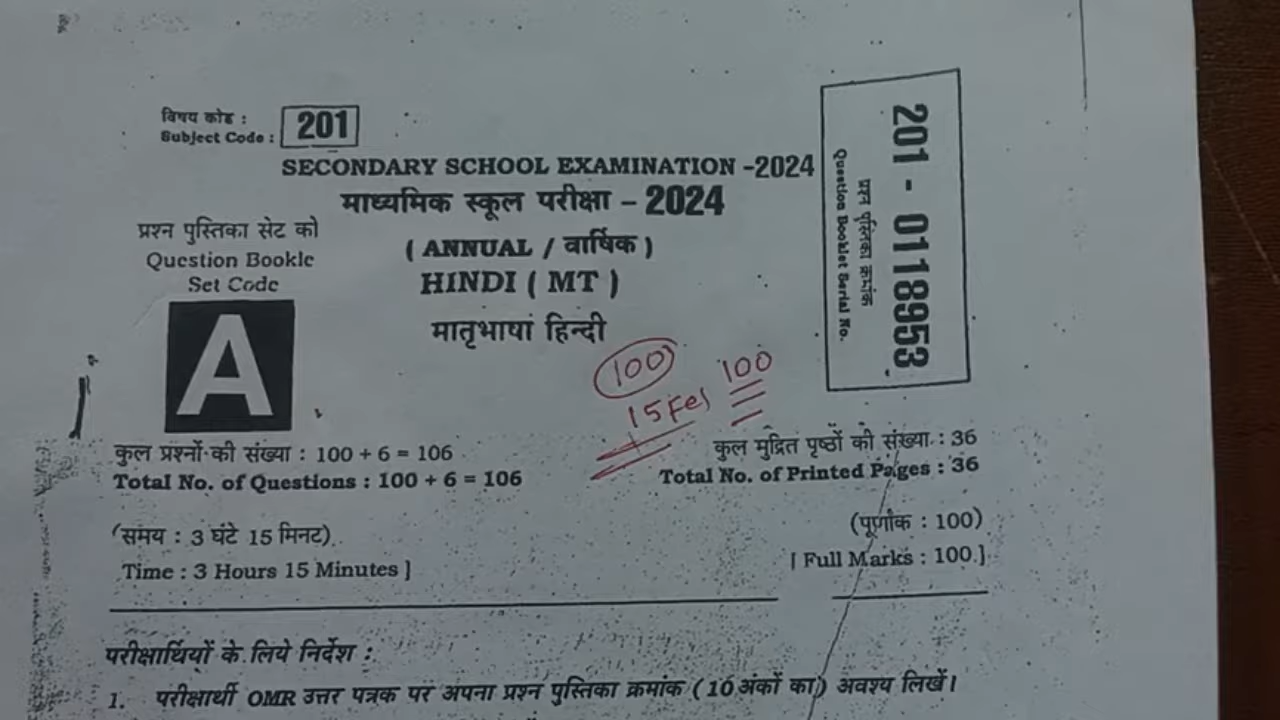 विषय कोड :
Subject Code : 201
SECONDARY SCHOOL EXAMINATION -2024
माध्यमिक स्कूल परीक्षा - 2024
( ANNUAL / वार्षिक )
HINDI ( MT )
मातृभाषा हिन्दी
प्रश्न पुस्तिका सेट को
Question Bookle
Set Code
A
201 - 0118953
प्रश्न पुस्तिका क्रमांक
Question Booklet Serial No.
100 100
15 Feb
कुल प्रश्नों की संख्या : 100 + 6 = 106
Total No. of Questions : 100 + 6 = 106
कुल मुद्रित पृष्ठों की संख्या : 36
Total No. of Printed Pages : 36
(समय : 3 घंटे 15 मिनट)
Time : 3 Hours 15 Minutes ]
(पूर्णांक : 100)
[ Full Marks : 100 ]
परीक्षार्थियों के लिये निर्देश :
1. परीक्षार्थी OMR उत्तर पत्रक पर अपना प्रश्न पुस्तिका क्रमांक (10 अंकों का) अवश्य लिखें।